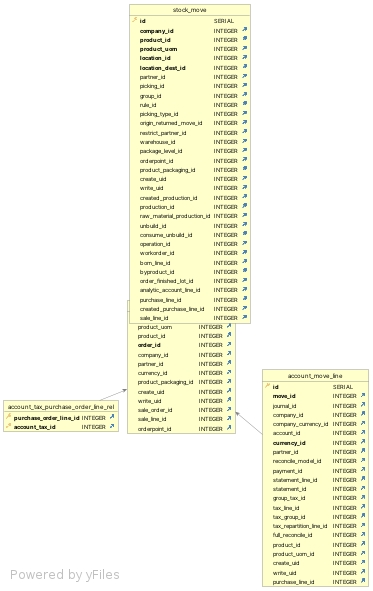 stock_move
id SERIAL
company_id INTEGER
product_id INTEGER
product_uom INTEGER
location_id INTEGER
location_dest_id INTEGER
partner_id INTEGER
picking_id INTEGER
group_id INTEGER
rule_id INTEGER
picking_type_id INTEGER
origin_returned_move_id INTEGER
restrict_partner_id INTEGER
warehouse_id INTEGER
package_level_id INTEGER
orderpoint_id INTEGER
product_packaging_id INTEGER
create_uid INTEGER
write_uid INTEGER
created_production_id INTEGER
production_id INTEGER
raw_material_production_id INTEGER
unbuild_id INTEGER
consume_unbuild_id INTEGER
operation_id INTEGER
workorder_id INTEGER
bom_line_id INTEGER
byproduct_id INTEGER
order_finished_lot_id INTEGER
analytic_account_line_id INTEGER
purchase_line_id INTEGER
created_purchase_line_id INTEGER
sale_line_id INTEGER
product_uom INTEGER
product_id INTEGER
order_id INTEGER
company_id INTEGER
partner_id INTEGER
currency_id INTEGER
product_packaging_id INTEGER
create_uid INTEGER
write_uid INTEGER
sale_order_id INTEGER
sale_line_id INTEGER
orderpoint_id INTEGER
account_tax_purchase_order_line_rel
purchase_order_line_id INTEGER
account_tax_id INTEGER
account_move_line
id SERIAL
move_id INTEGER
journal_id INTEGER
company_id INTEGER
company_currency_id INTEGER
account_id INTEGER
currency_id INTEGER
partner_id INTEGER
reconcile_model_id INTEGER
payment_id INTEGER
statement_line_id INTEGER
statement_id INTEGER
group_tax_id INTEGER
tax_line_id INTEGER
tax_group_id INTEGER
tax_repartition_line_id INTEGER
full_reconcile_id INTEGER
product_id INTEGER
product_uom_id INTEGER
create_uid INTEGER
write_uid INTEGER
purchase_line_id INTEGER
Powered by yFiles